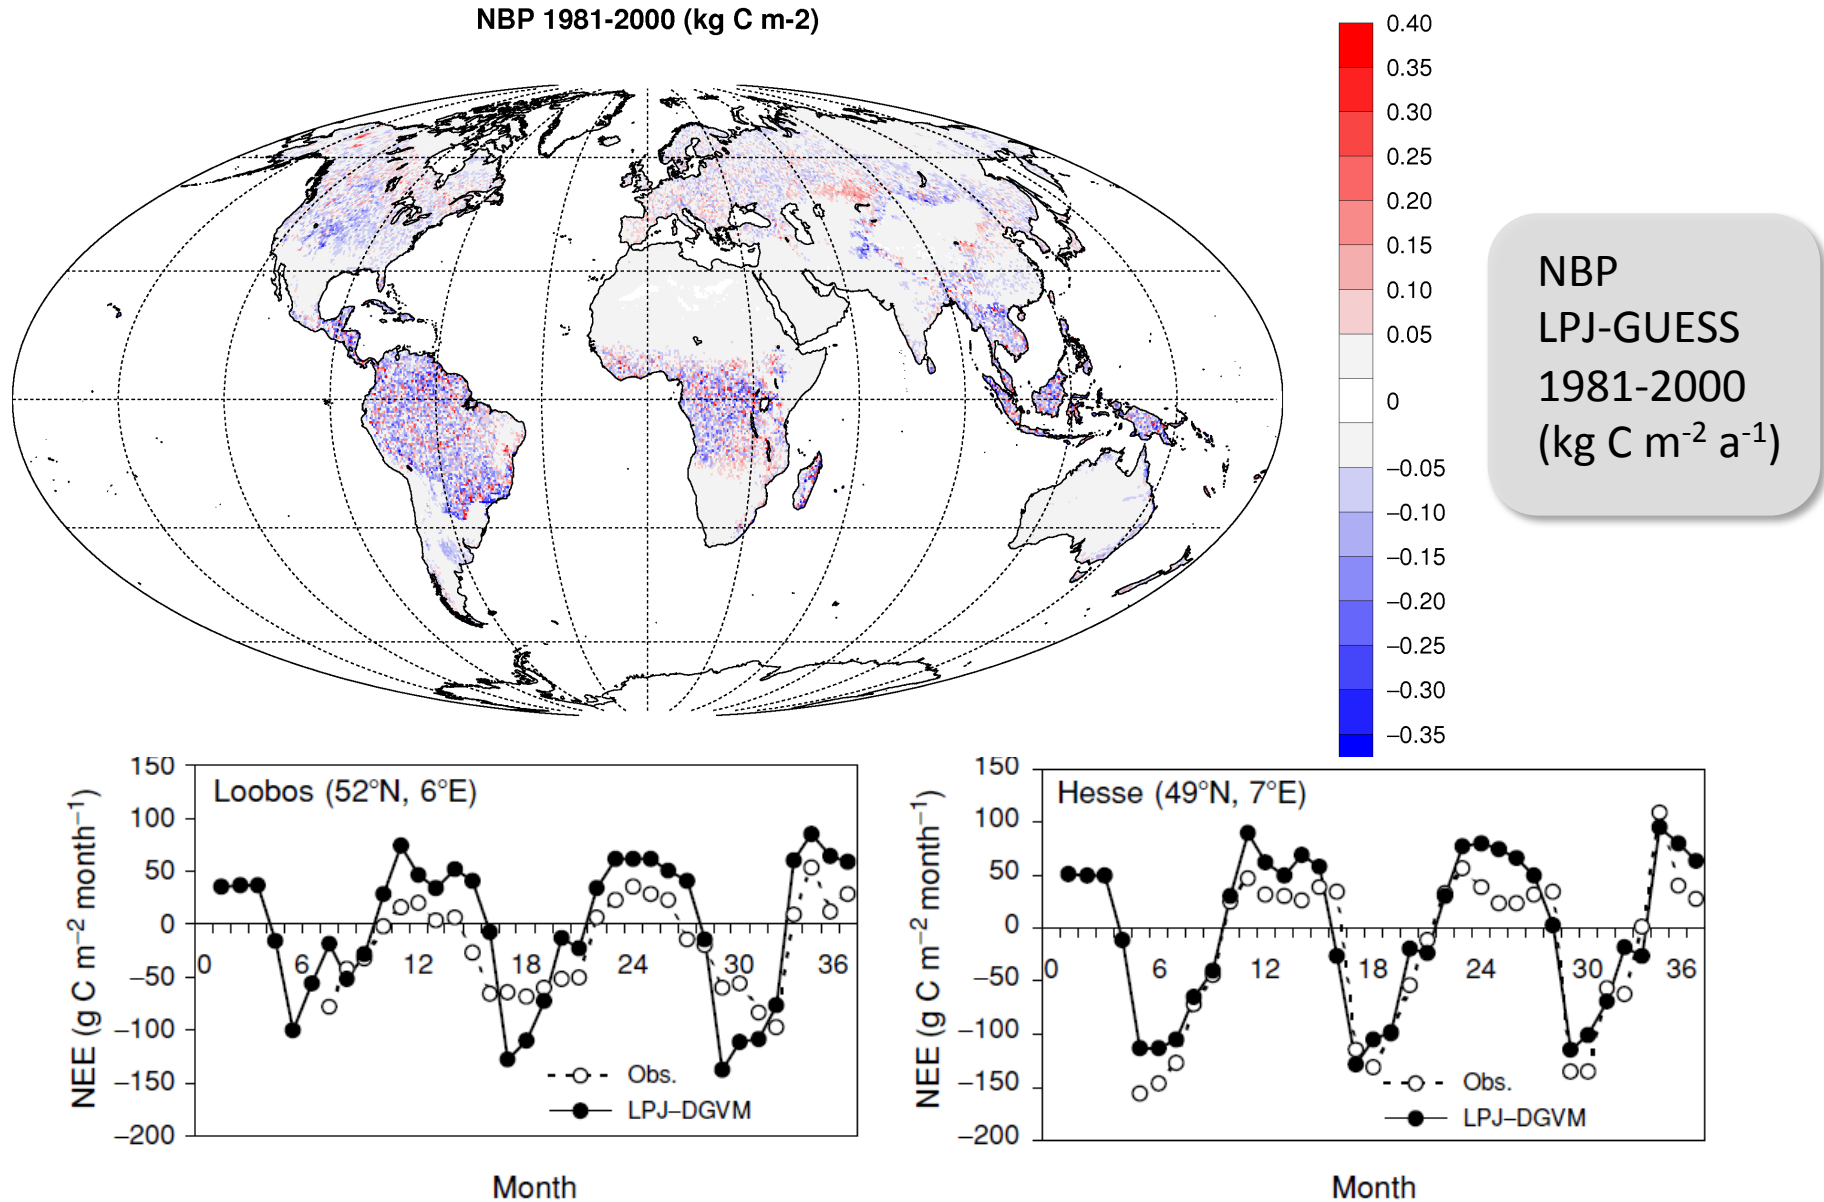 NBP 1981-2000 (kg C m-2)
0.40
0.35
0.30
0.25
0.20
0.15
0.10
0.05
0
−0.05
−0.10
−0.15
−0.20
−0.25
−0.30
−0.35
NBP
LPJ-GUESS
1981-2000
(kg C m⁻² a⁻¹)
150
100
50
0
−50
−100
−150
−200
NEE (g C m⁻² month⁻¹)
Loobos (52°N, 6°E)
0 6 12 18 24 30 36
Obs.
LPJ−DGVM
Month
150
100
50
0
−50
−100
−150
−200
NEE (g C m⁻² month⁻¹)
Hesse (49°N, 7°E)
0 6 12 18 24 30 36
Obs.
LPJ−DGVM
Month